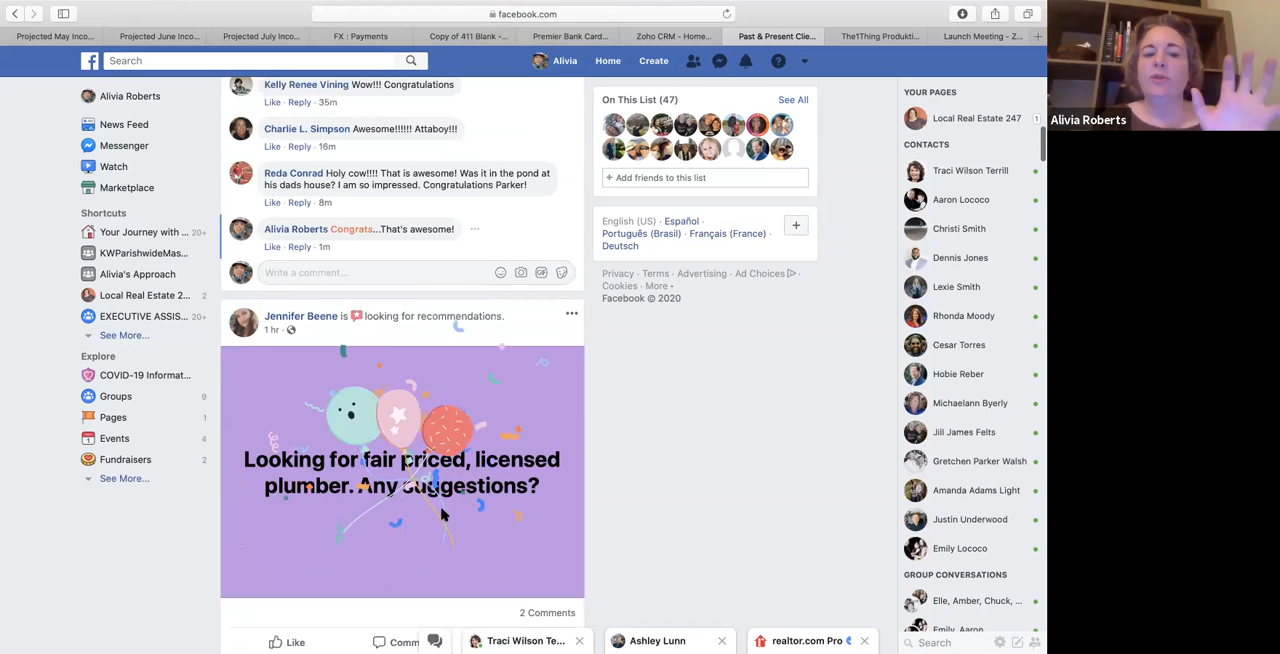 facebook.com
Projected May Inco...
Projected June Inco...
Projected July Inco...
FX : Payments
Copy of 411 Blank -...
Premier Bank Card...
Zoho CRM - Home...
Past & Present Clie...
The1Thing Produkti...
Launch Meeting - Z...
Search
Alivia
Home
Create
Alivia Roberts
News Feed
Messenger
Watch
Marketplace
Shortcuts
Your Journey with ... 20+
KWParishwideMas...
Alivia's Approach
Local Real Estate 2... 2
EXECUTIVE ASSIS... 20+
See More...
Explore
COVID-19 Informat...
Groups 9
Pages 1
Events 4
Fundraisers 2
See More...
Kelly Renee Vining Wow!!! Congratulations
Like · Reply · 35m
Charlie L. Simpson Awesome!!!!!! Attaboy!!!
Like · Reply · 16m
Reda Conrad Holy cow!!!! That is awesome! Was it in the pond at
his dads house? I am so impressed. Congratulations Parker!
Like · Reply · 8m
Alivia Roberts Congrats...That's awesome!
Like · Reply · 1m
Write a comment...
GIF
Jennifer Beene is looking for recommendations.
1 hr ·
Looking for fair priced, licensed
plumber. Any suggestions?
2 Comments
Like
Comm
On This List (47)
See All
+ Add friends to this list
English (US) · Español ·
Português (Brasil) · Français (France) ·
Deutsch
Privacy · Terms · Advertising · Ad Choices ·
Cookies · More
Facebook © 2020
YOUR PAGES
Local Real Estate 247 1
CONTACTS
Traci Wilson Terrill
Aaron Lococo
Christi Smith
Dennis Jones
Lexie Smith
Rhonda Moody
Cesar Torres
Hobie Reber
Michaelann Byerly
Jill James Felts
Gretchen Parker Walsh
Amanda Adams Light
Justin Underwood
Emily Lococo
GROUP CONVERSATIONS
Elle, Amber, Chuck, ...
Emily, Aaron
Search
Traci Wilson Te...
Ashley Lunn
realtor.com Pro
Alivia Roberts